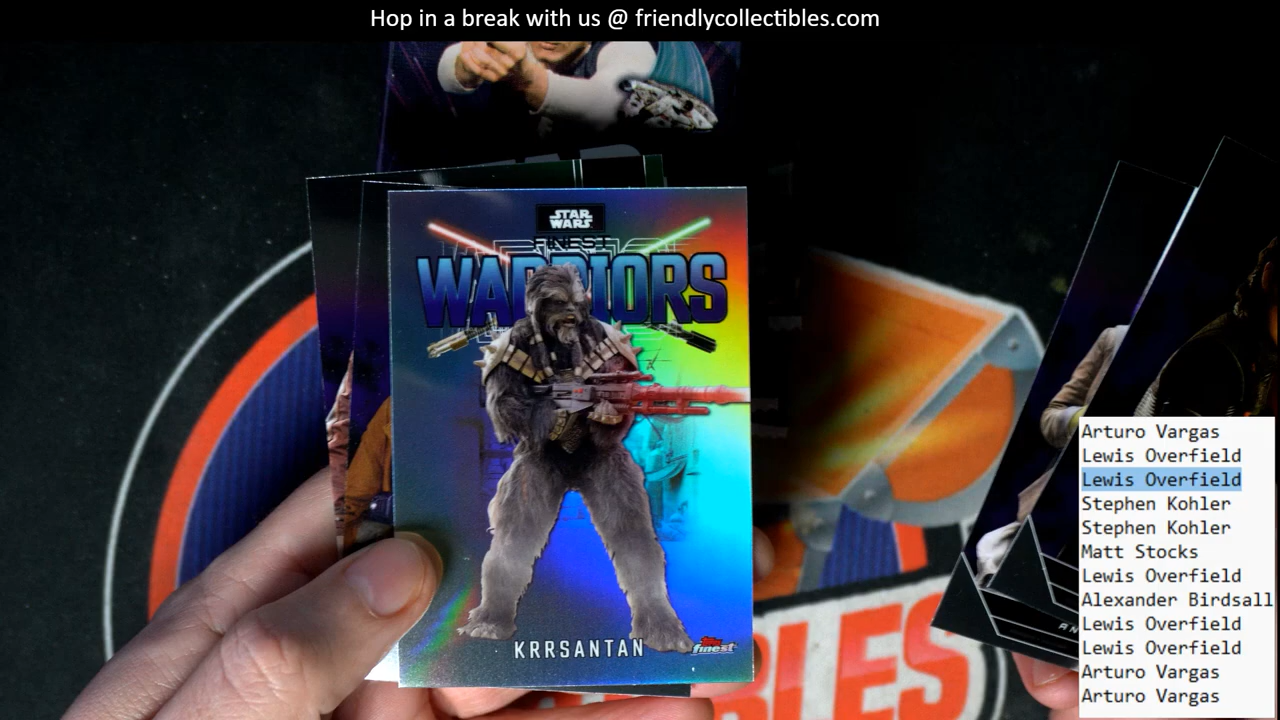 Hop in a break with us @ friendlycollectibles.com
STAR
WARS
FINEST
WARRIORS
KRRSANTAN
Topps
finest
BLES
AN
Arturo Vargas
Lewis Overfield
Lewis Overfield
Stephen Kohler
Stephen Kohler
Matt Stocks
Lewis Overfield
Alexander Birdsall
Lewis Overfield
Lewis Overfield
Arturo Vargas
Arturo Vargas